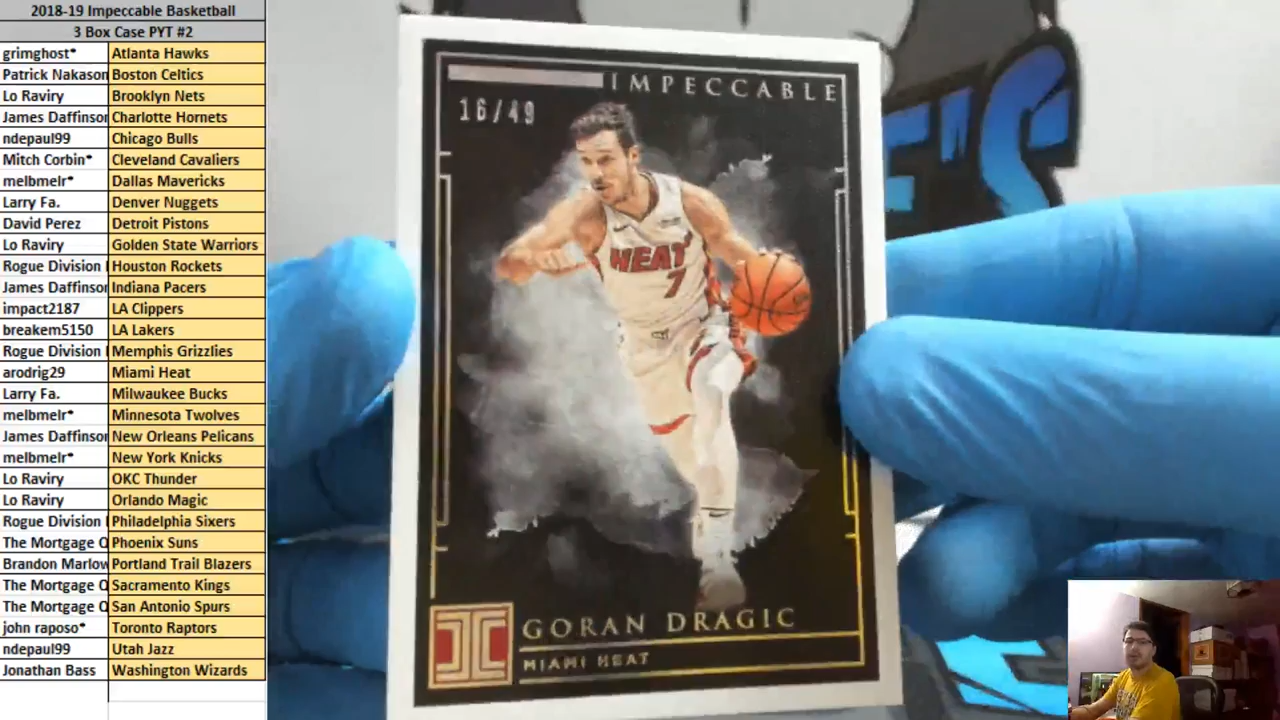 2018-19 Impeccable Basketball
3 Box Case PYT #2
grimghost* Atlanta Hawks
Patrick Nakason Boston Celtics
Lo Raviry Brooklyn Nets
James Daffinson Charlotte Hornets
ndepaul99 Chicago Bulls
Mitch Corbin* Cleveland Cavaliers
melbmelr* Dallas Mavericks
Larry Fa. Denver Nuggets
David Perez Detroit Pistons
Lo Raviry Golden State Warriors
Rogue Division Houston Rockets
James Daffinson Indiana Pacers
impact2187 LA Clippers
breakem5150 LA Lakers
Rogue Division Memphis Grizzlies
arodrig29 Miami Heat
Larry Fa. Milwaukee Bucks
melbmelr* Minnesota Twolves
James Daffinson New Orleans Pelicans
melbmelr* New York Knicks
Lo Raviry OKC Thunder
Lo Raviry Orlando Magic
Rogue Division Philadelphia Sixers
The Mortgage Q Phoenix Suns
Brandon Marlow Portland Trail Blazers
The Mortgage Q Sacramento Kings
The Mortgage Q San Antonio Spurs
john raposo* Toronto Raptors
ndepaul99 Utah Jazz
Jonathan Bass Washington Wizards
IMPECCABLE
16/49
HEAT
7
GORAN DRAGIC
MIAMI HEAT
E'S